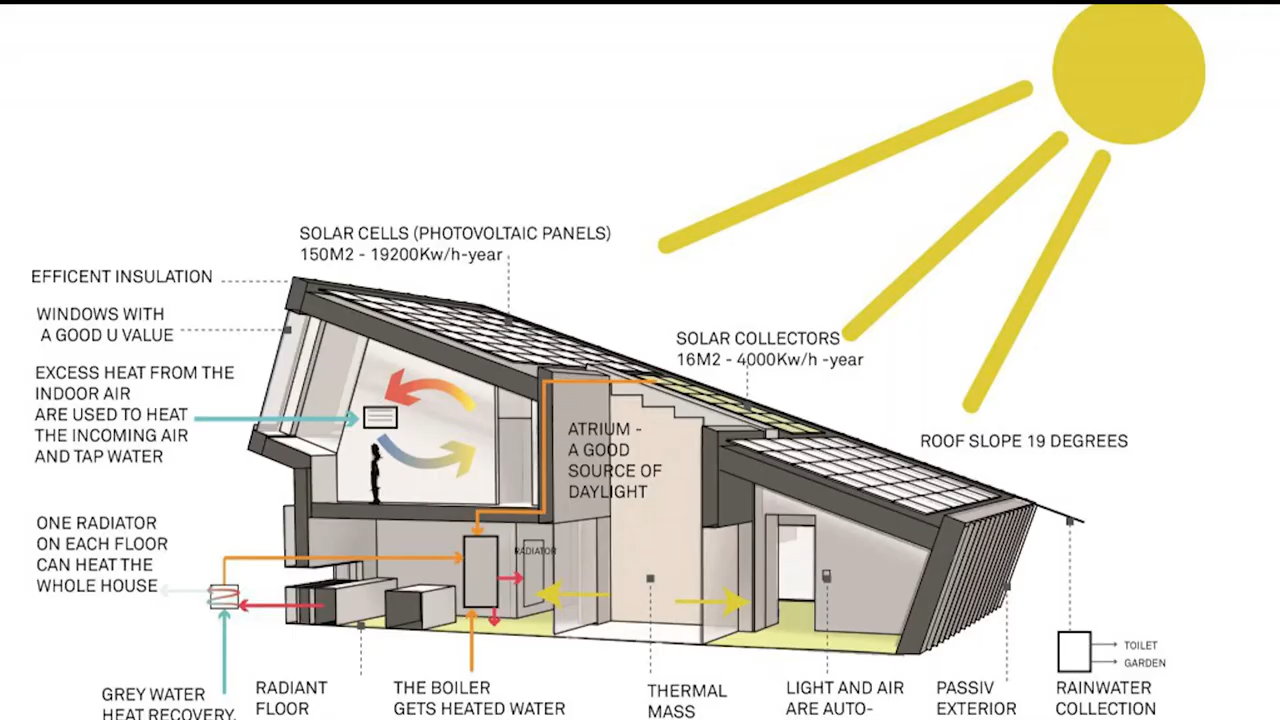 SOLAR CELLS (PHOTOVOLTAIC PANELS)
150M2 - 19200Kw/h-year
EFFICENT INSULATION
WINDOWS WITH
A GOOD U VALUE
SOLAR COLLECTORS
16M2 - 4000Kw/h -year
EXCESS HEAT FROM THE
INDOOR AIR
ARE USED TO HEAT
THE INCOMING AIR
AND TAP WATER
ATRIUM -
A GOOD
SOURCE OF
DAYLIGHT
ROOF SLOPE 19 DEGREES
ONE RADIATOR
ON EACH FLOOR
CAN HEAT THE
WHOLE HOUSE
RADIATOR
TOILET
GARDEN
GREY WATER
HEAT RECOVERY.
RADIANT
FLOOR
THE BOILER
GETS HEATED WATER
THERMAL
MASS
LIGHT AND AIR
ARE AUTO-
PASSIV
EXTERIOR
RAINWATER
COLLECTION